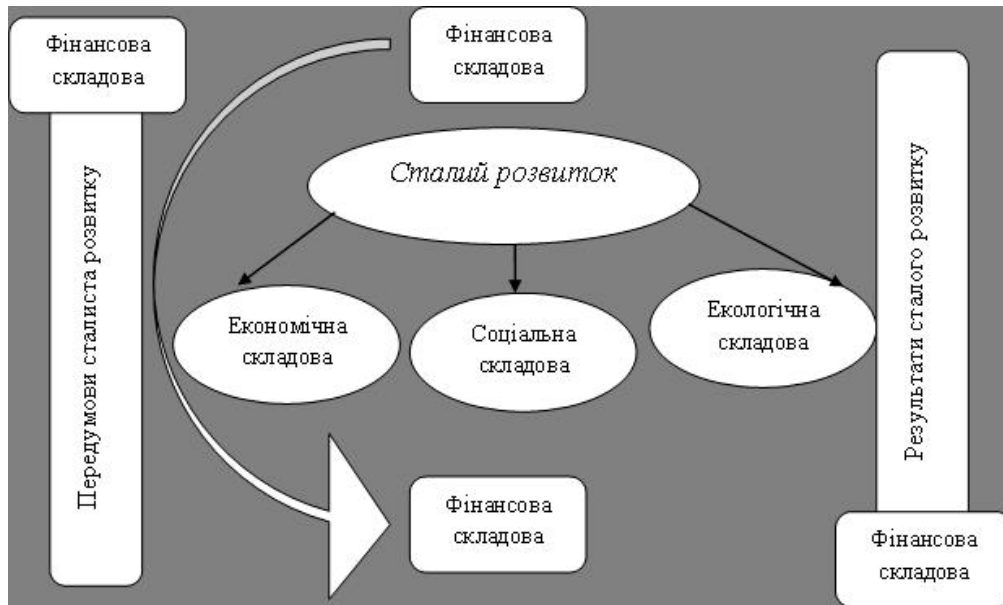 Фінансова
складова
Передумови сталиста розвитку
Фінансова
складова
Сталий розвиток
Економічна
складова
Соціальна
складова
Екологічна
складова
Фінансова
складова
Результати сталого розвитку
Фінансова
складова